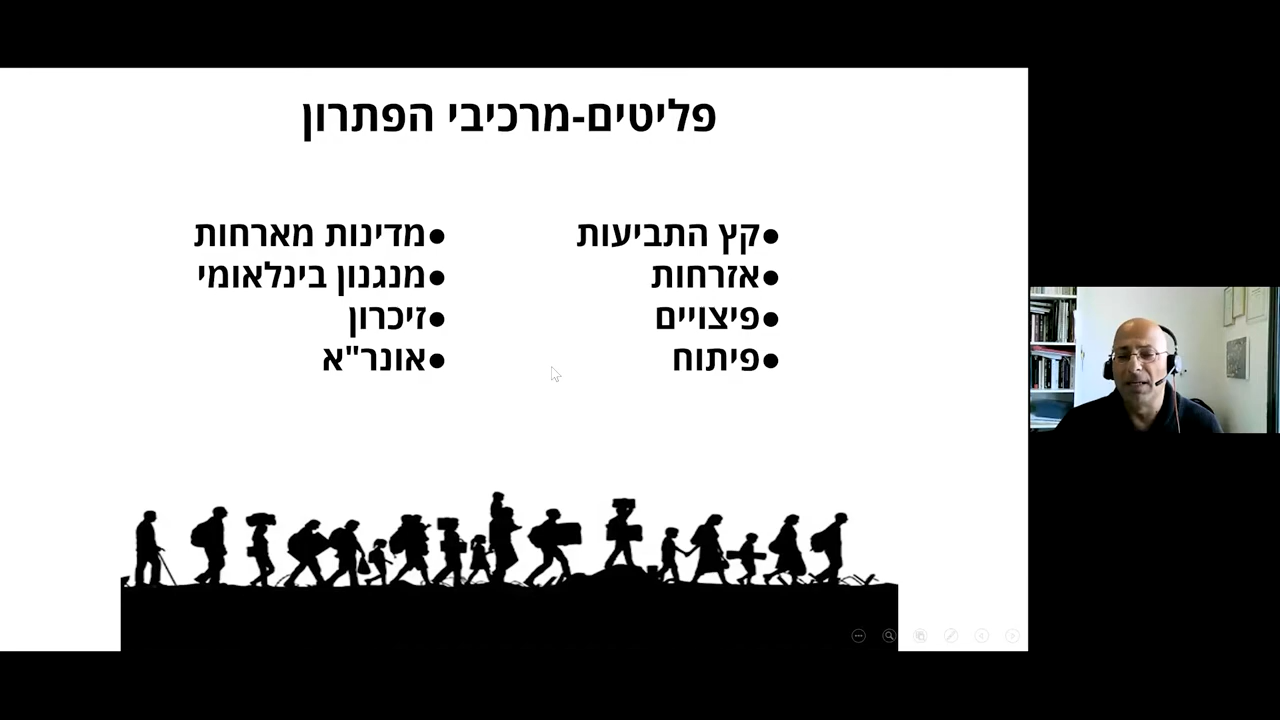 פליטים-מרכיבי הפתרון
•קץ התביעות
•אזרחות
•פיצויים
•פיתוח
•מדינות מארחות
•מנגנון בינלאומי
•זיכרון
•אונר"א